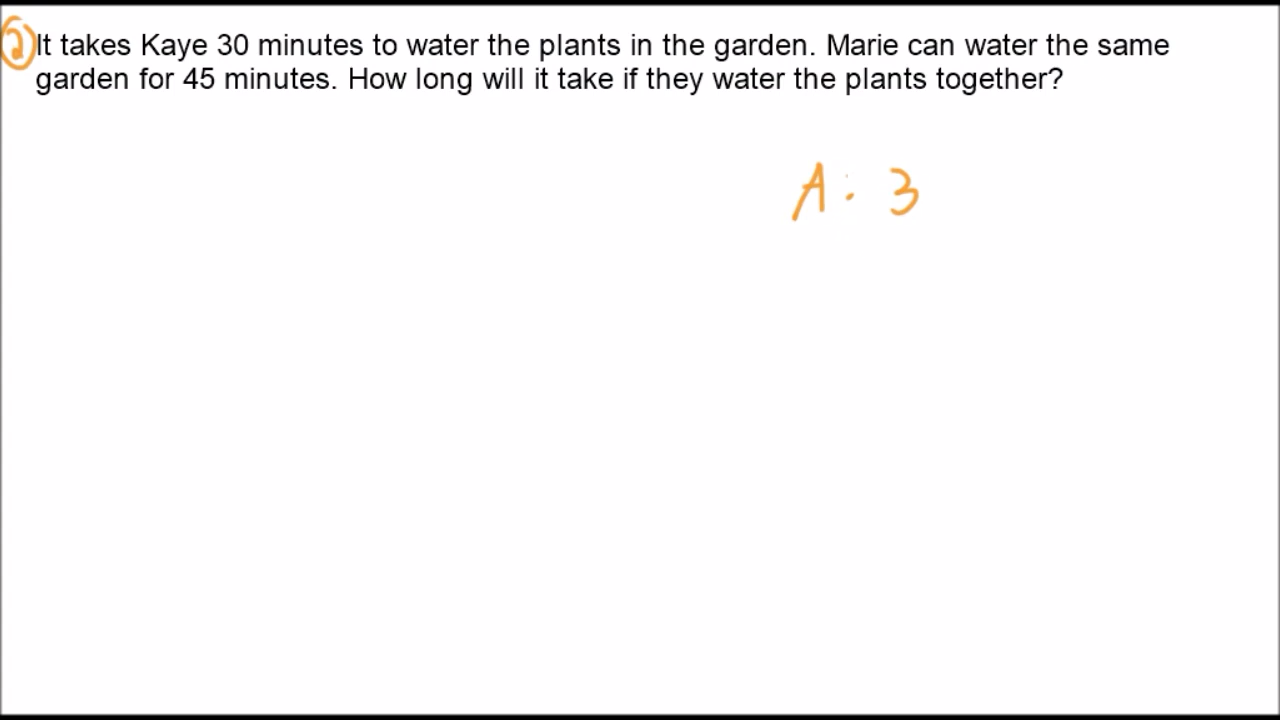 ② It takes Kaye 30 minutes to water the plants in the garden. Marie can water the same
garden for 45 minutes. How long will it take if they water the plants together?
A: 3